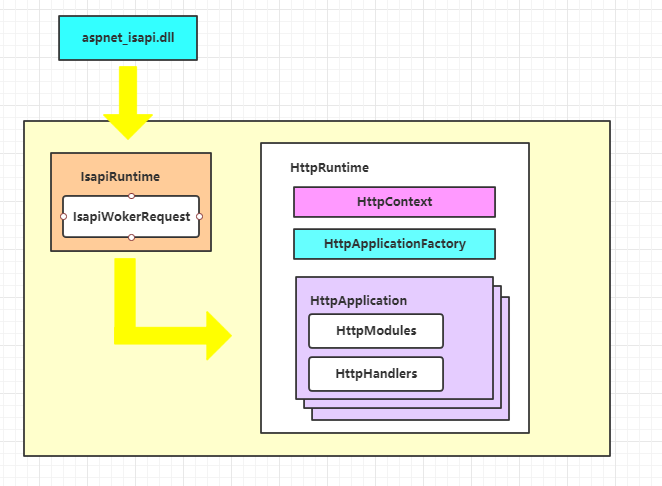 aspnet_isapi.dll
IsapiRuntime
IsapiWokerRequest
HttpRuntime
HttpContext
HttpApplicationFactory
HttpApplication
HttpModules
HttpHandlers